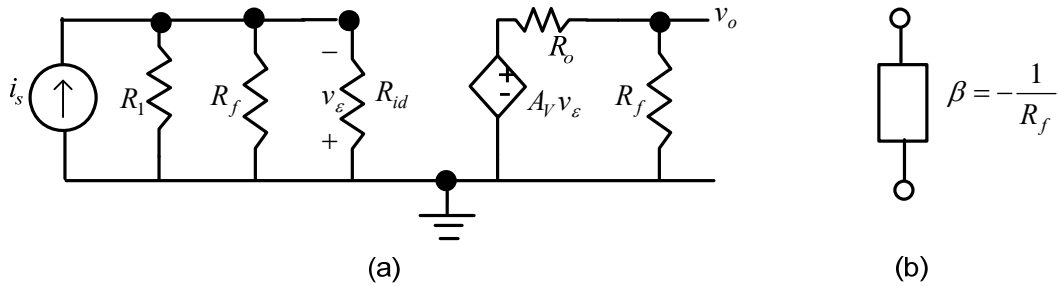 i_s
R_1
R_f
−
v_ε
+
R_id
+
-
A_V v_ε
R_o
R_f
v_o
β = − 1/R_f
(a)
(b)